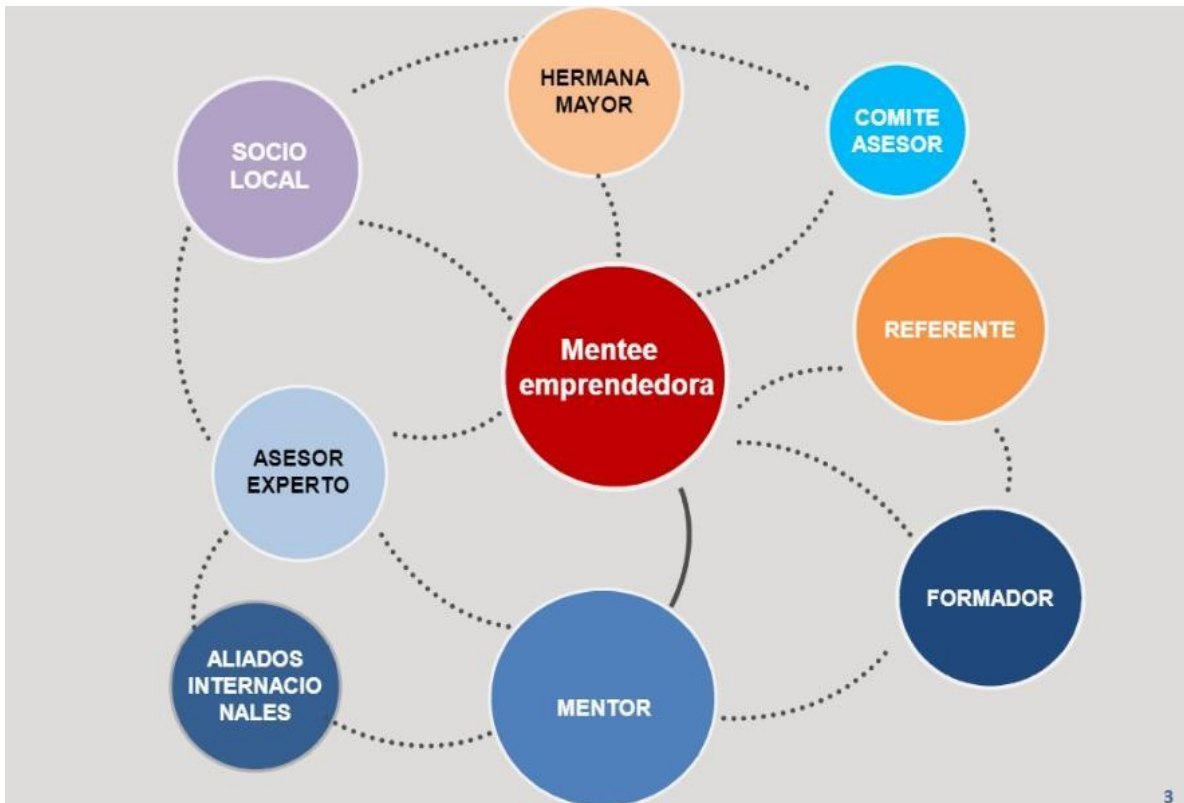 HERMANA
MAYOR
COMITE
ASESOR
SOCIO
LOCAL
REFERENTE
Mentee
emprendedora
ASESOR
EXPERTO
FORMADOR
ALIADOS
INTERNACIO
NALES
MENTOR
3